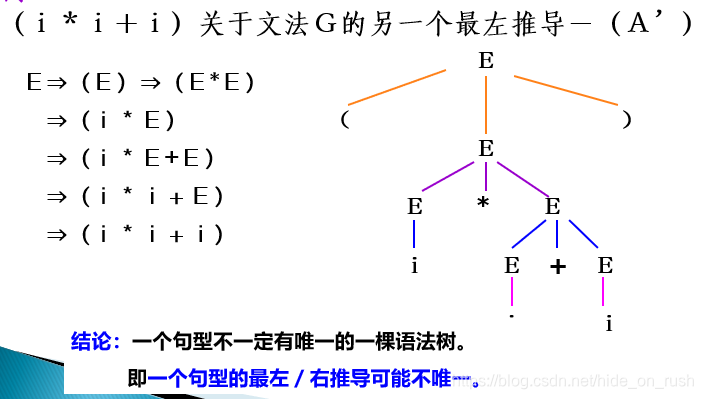 (i * i + i) 关于文法G的另一个最左推导－(A’)
E⇒ (E) ⇒ (E*E)
⇒ (i * E)
⇒ (i * E+E)
⇒ (i * i + E)
⇒ (i * i + i)
E
( )
E
E * E
i E + E
i
结论：一个句型不一定有唯一的一棵语法树。
即一个句型的最左 / 右推导可能不唯一。
https://blog.csdn.net/hide_on_rush